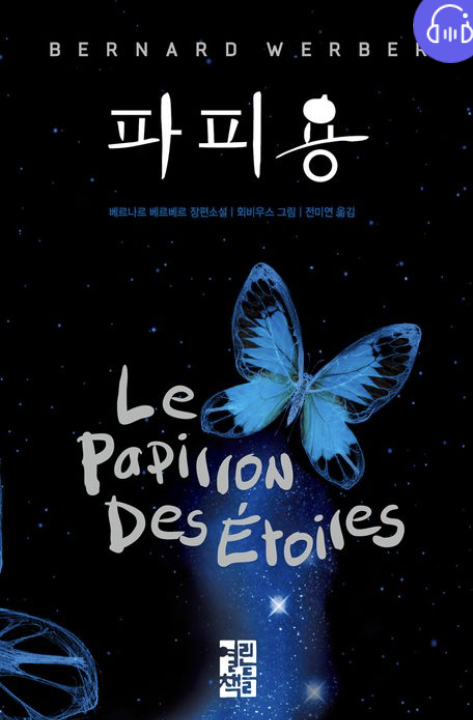 BERNARD WERBER
파피용
베르나르 베르베르 장편소설 | 뫼비우스 그림 | 전미연 옮김
Le
Papillon
Des Étoiles
열린
책들